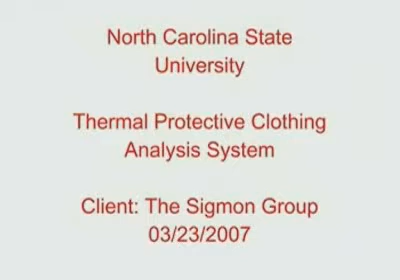 North Carolina State
University
Thermal Protective Clothing
Analysis System
Client: The Sigmon Group
03/23/2007